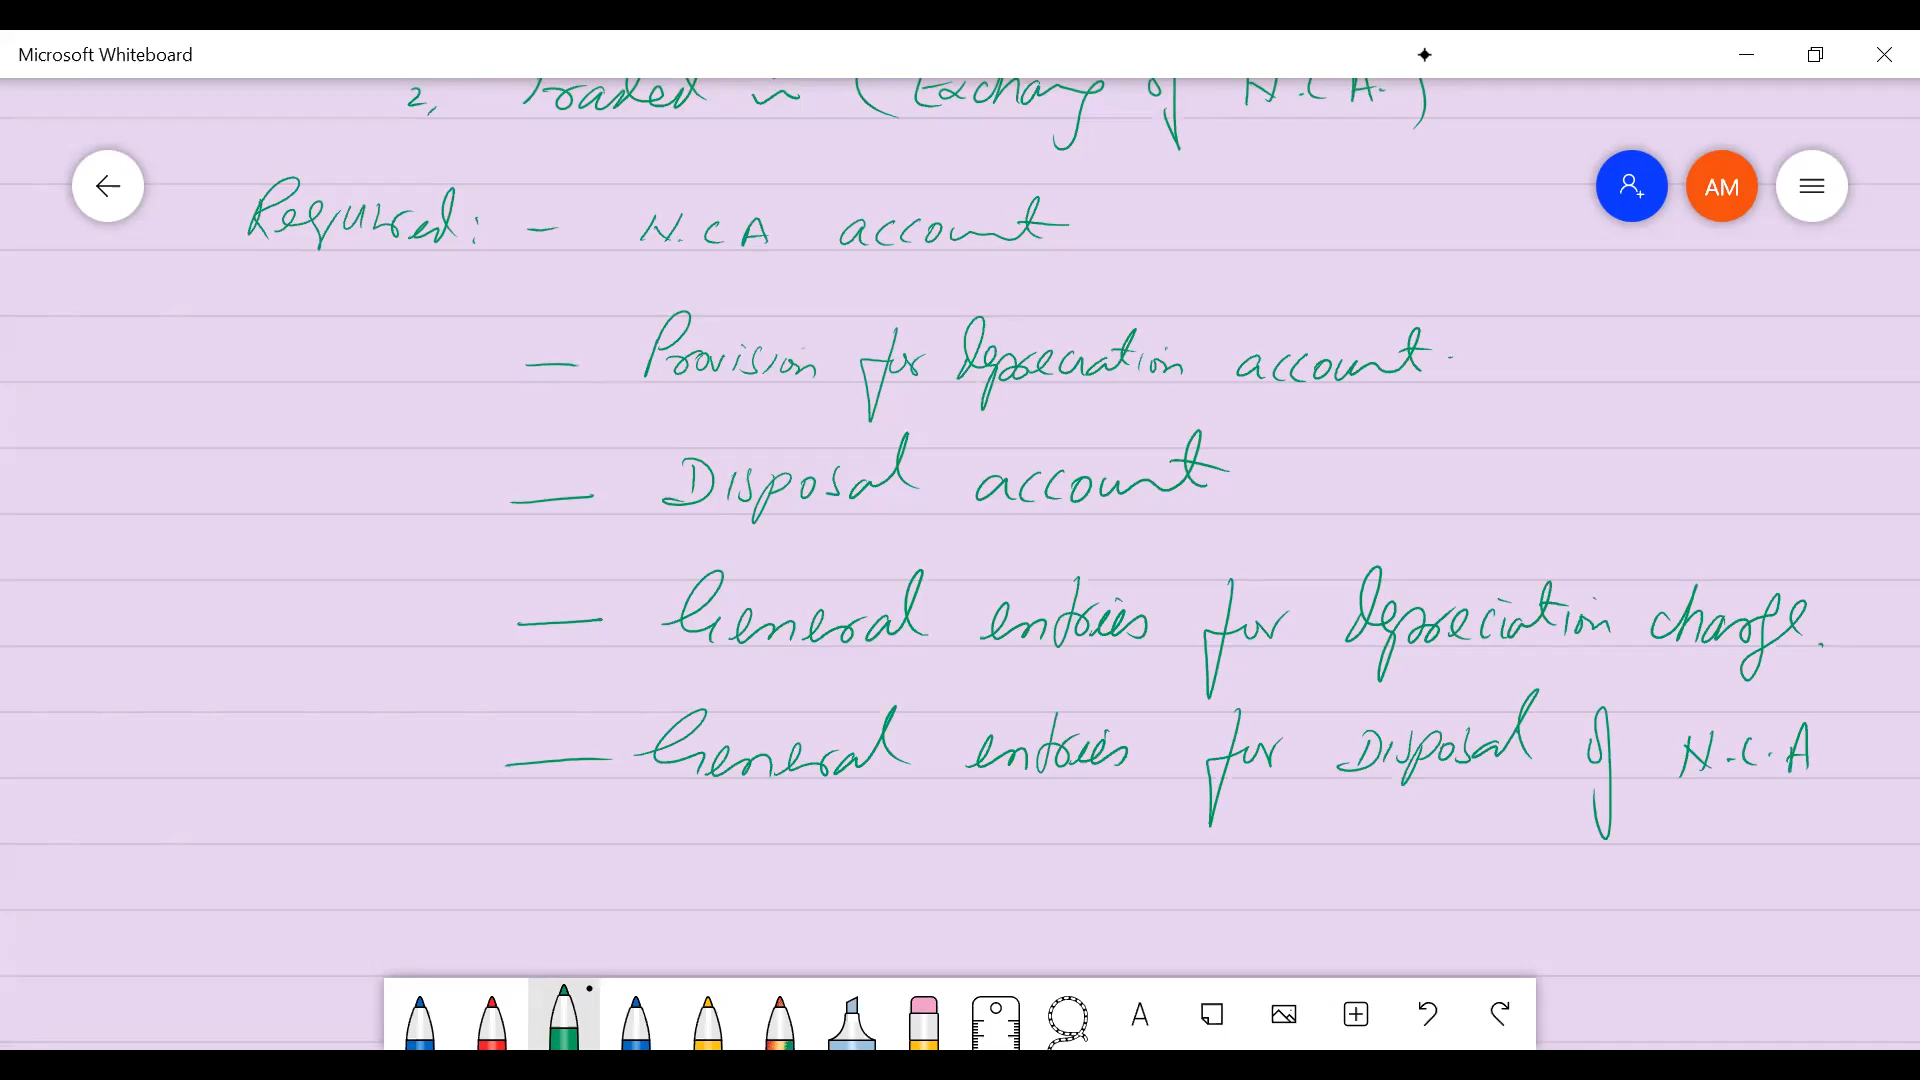 Microsoft Whiteboard
2, Traded in (Exchang of N.C A.)
AM
Required: - N.C A account
— Provision for Depreciation account.
— Disposal account
— General entries for Depreciation charge.
— General entries for Disposal of N.C.A
A